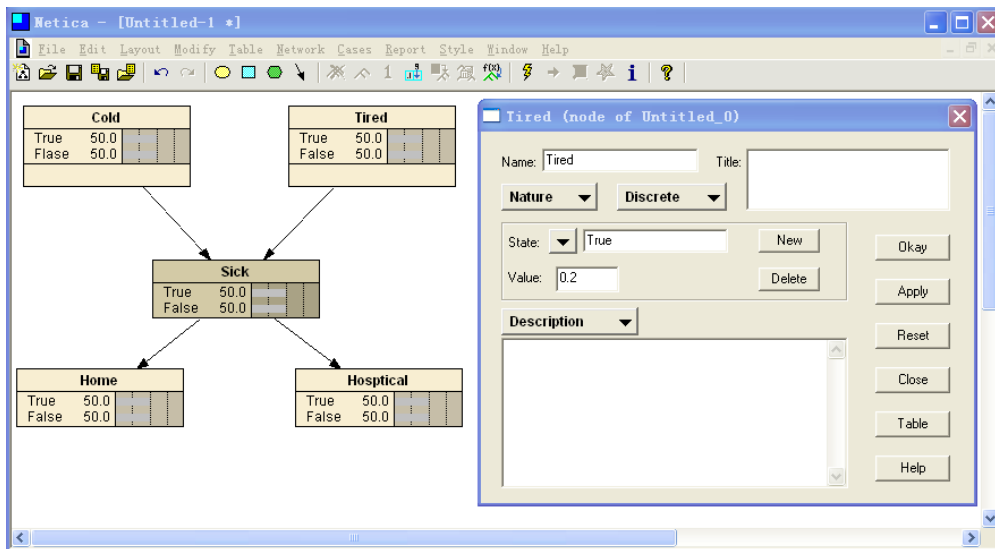 Netica - [Untitled-1 *]
File Edit Layout Modify Table Network Cases Report Style Window Help
Cold
True 50.0
Flase 50.0
Tired
True 50.0
False 50.0
Sick
True 50.0
False 50.0
Home
True 50.0
False 50.0
Hosptical
True 50.0
False 50.0
Tired (node of Untitled_0)
Name: Tired Title:
Nature Discrete
State: True New
Value: 0.2 Delete
Description
Okay
Apply
Reset
Close
Table
Help